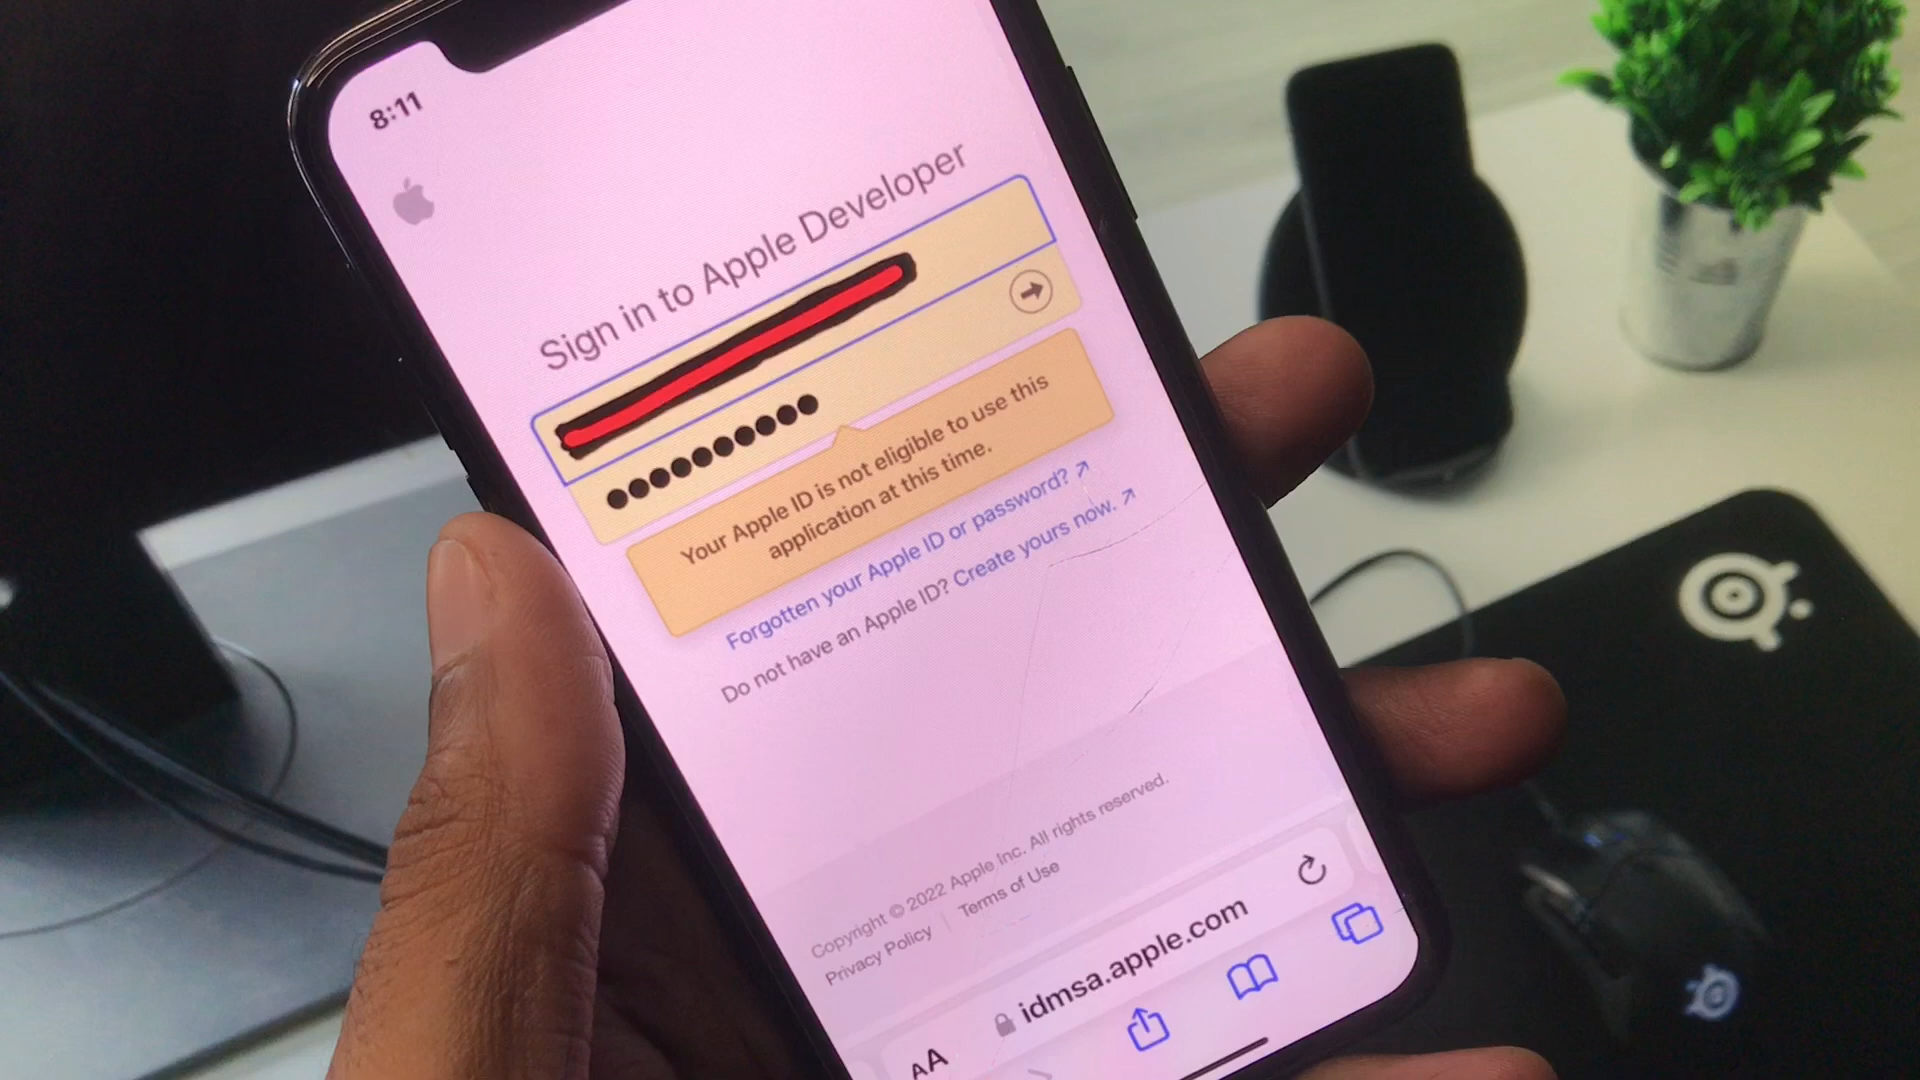 8:11
Sign in to Apple Developer
Your Apple ID is not eligible to use this
application at this time.
Forgotten your Apple ID or password? ↗
Do not have an Apple ID? Create yours now. ↗
Copyright © 2022 Apple Inc. All rights reserved.
Privacy Policy | Terms of Use
AA idmsa.apple.com